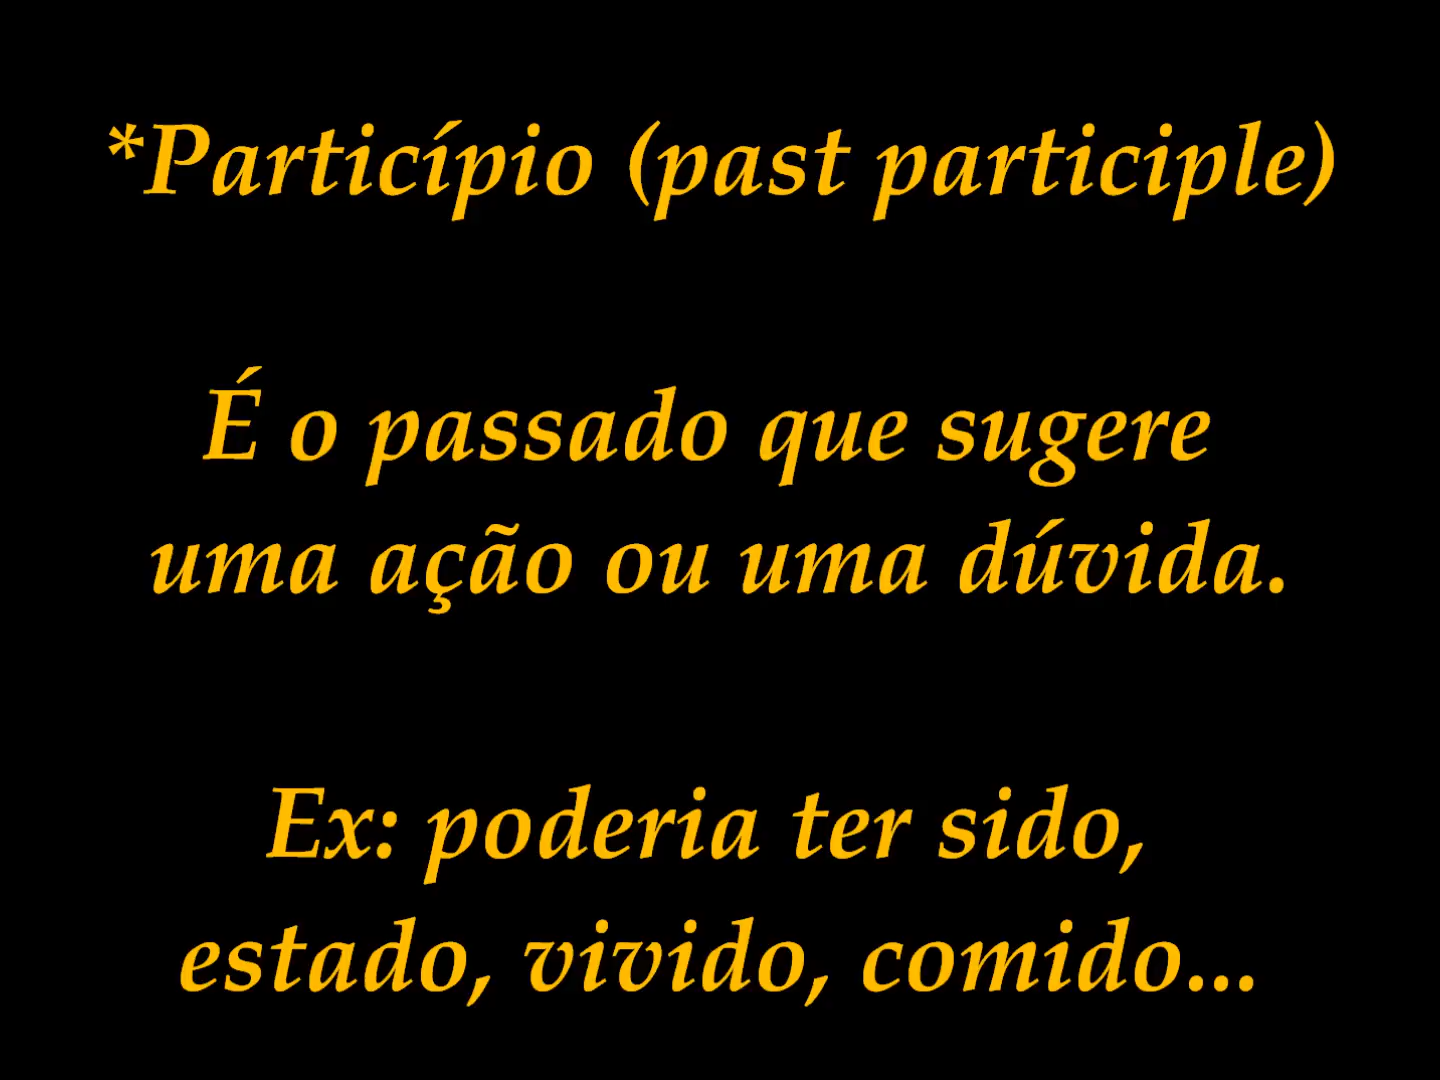 *Particípio (past participle)
É o passado que sugere
uma ação ou uma dúvida.
Ex: poderia ter sido,
estado, vivido, comido...